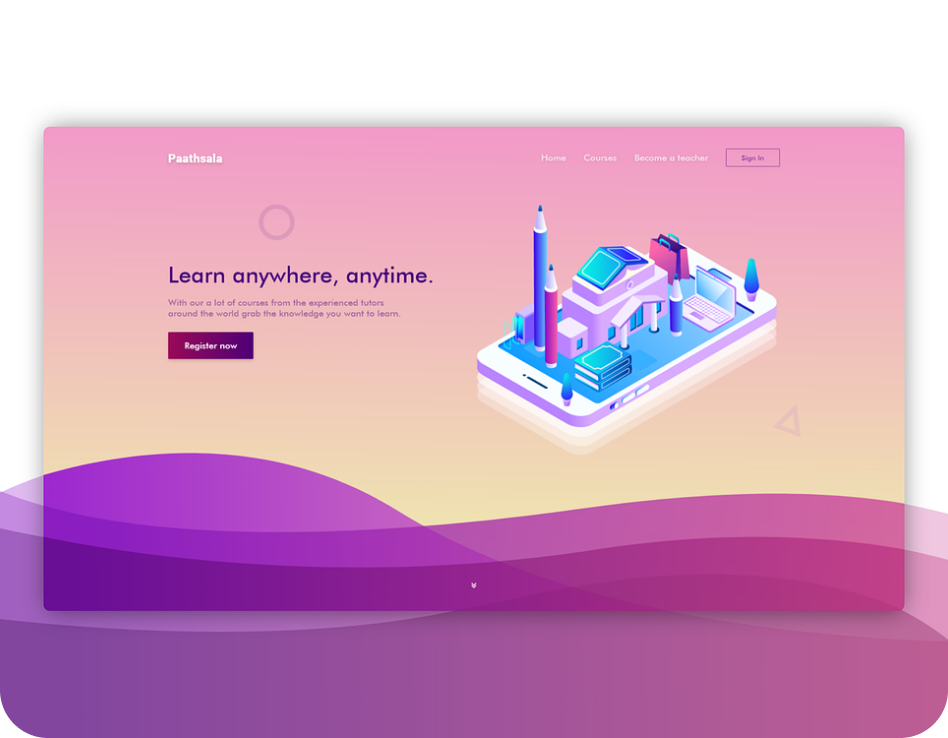 Paathsala
Home Courses Become a teacher Sign In
Learn anywhere, anytime.
With our a lot of courses from the experienced tutors
around the world grab the knowledge you want to learn.
Register now